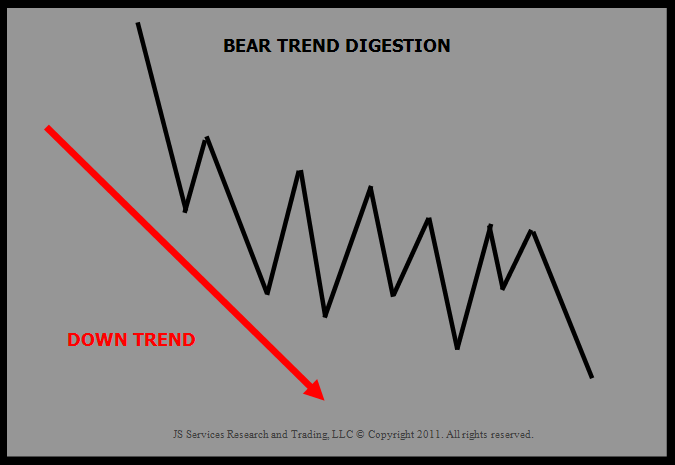 BEAR TREND DIGESTION
DOWN TREND
JS Services Research and Trading, LLC © Copyright 2011. All rights reserved.